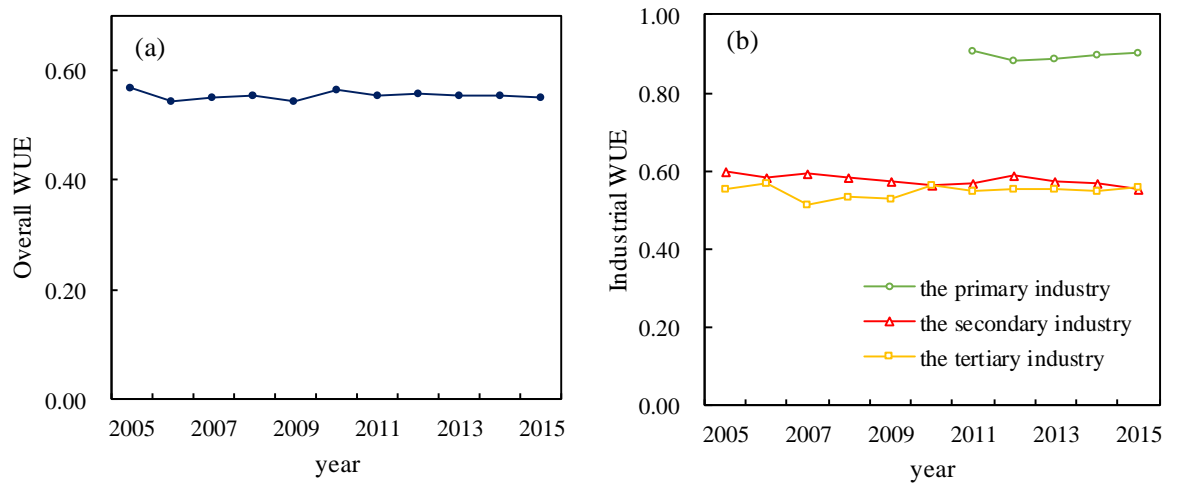 (a)
Overall WUE
0.60
0.40
0.20
0.00
2005 2007 2009 2011 2013 2015
year
(b)
Industrial WUE
1.00
0.80
0.60
0.40
0.20
0.00
the primary industry
the secondary industry
the tertiary industry
2005 2007 2009 2011 2013 2015
year